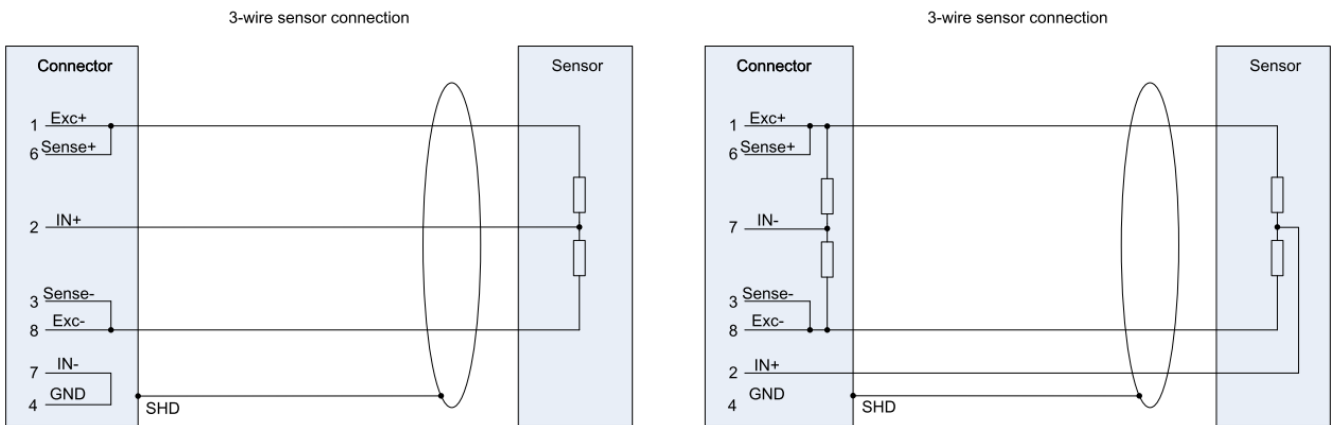 3-wire sensor connection
Connector
Sensor
1 Exc+
6 Sense+
2 IN+
3 Sense-
8 Exc-
7 IN-
4 GND
SHD
3-wire sensor connection
Connector
Sensor
1 Exc+
6 Sense+
7 IN-
3 Sense-
8 Exc-
2 IN+
4 GND
SHD